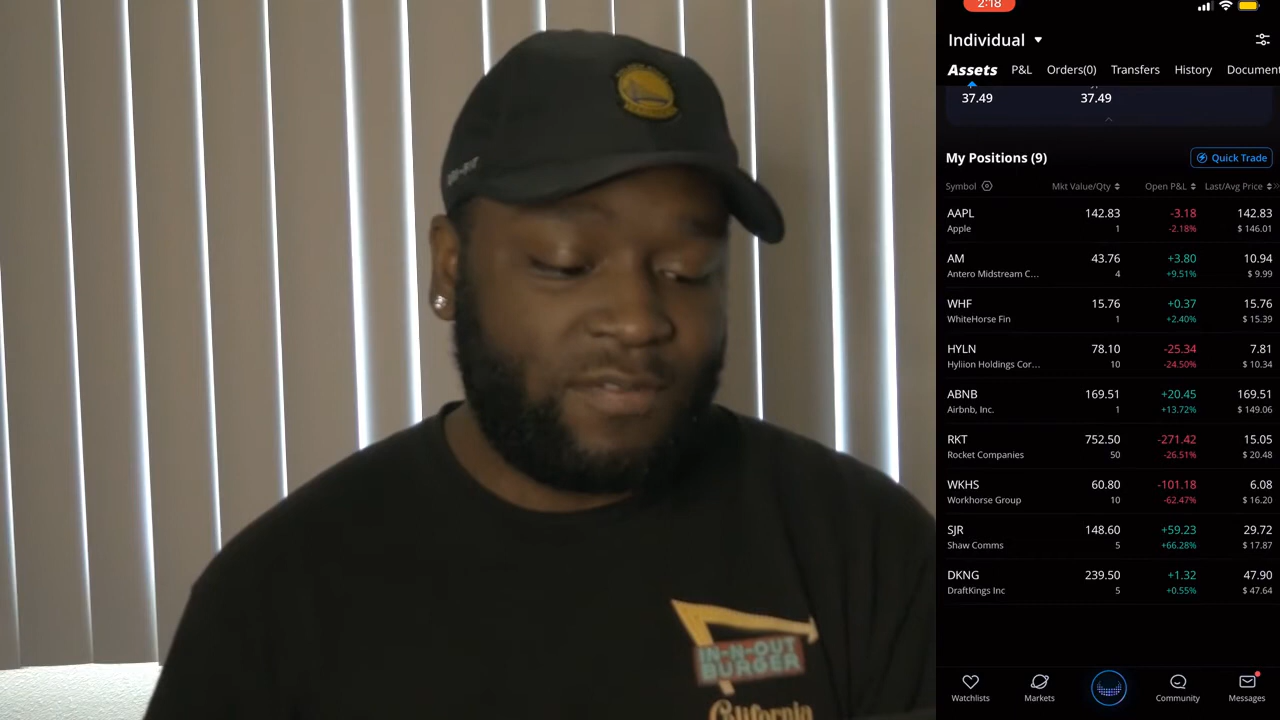 2:18
Individual
Assets P&L Orders(0) Transfers History Document
37.49 37.49
My Positions (9) Quick Trade
Symbol Mkt Value/Qty Open P&L Last/Avg Price
AAPL 142.83 -3.18 142.83
Apple 1 -2.18% $ 146.01
AM 43.76 +3.80 10.94
Antero Midstream C... 4 +9.51% $ 9.99
WHF 15.76 +0.37 15.76
WhiteHorse Fin 1 +2.40% $ 15.39
HYLN 78.10 -25.34 7.81
Hyliion Holdings Cor... 10 -24.50% $ 10.34
ABNB 169.51 +20.45 169.51
Airbnb, Inc. 1 +13.72% $ 149.06
RKT 752.50 -271.42 15.05
Rocket Companies 50 -26.51% $ 20.48
WKHS 60.80 -101.18 6.08
Workhorse Group 10 -62.47% $ 16.20
SJR 148.60 +59.23 29.72
Shaw Comms 5 +66.28% $ 17.87
DKNG 239.50 +1.32 47.90
DraftKings Inc 5 +0.55% $ 47.64
Watchlists Markets Community Messages
DRI-FIT
IN-N-OUT
BURGER
California